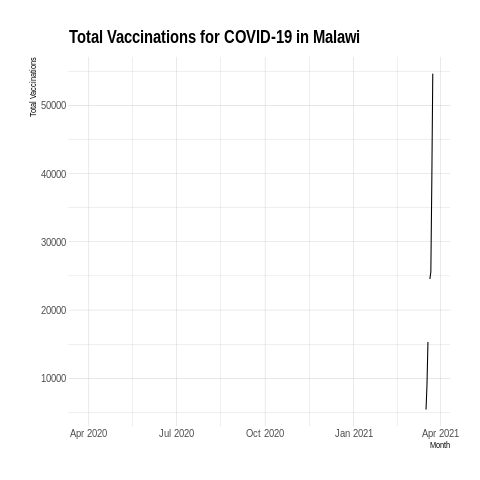 Total Vaccinations for COVID-19 in Malawi
Total Vaccinations
50000
40000
30000
20000
10000
Apr 2020 Jul 2020 Oct 2020 Jan 2021 Apr 2021
Month